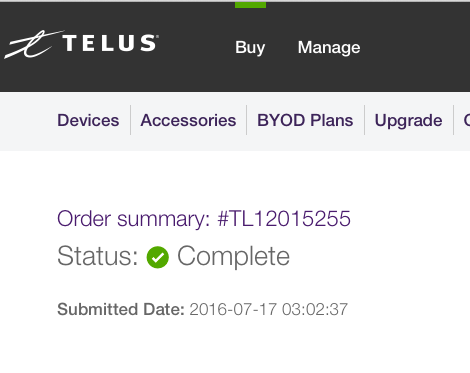 TELUS
Buy Manage
Devices Accessories BYOD Plans Upgrade
Order summary: #TL12015255
Status: Complete
Submitted Date: 2016-07-17 03:02:37